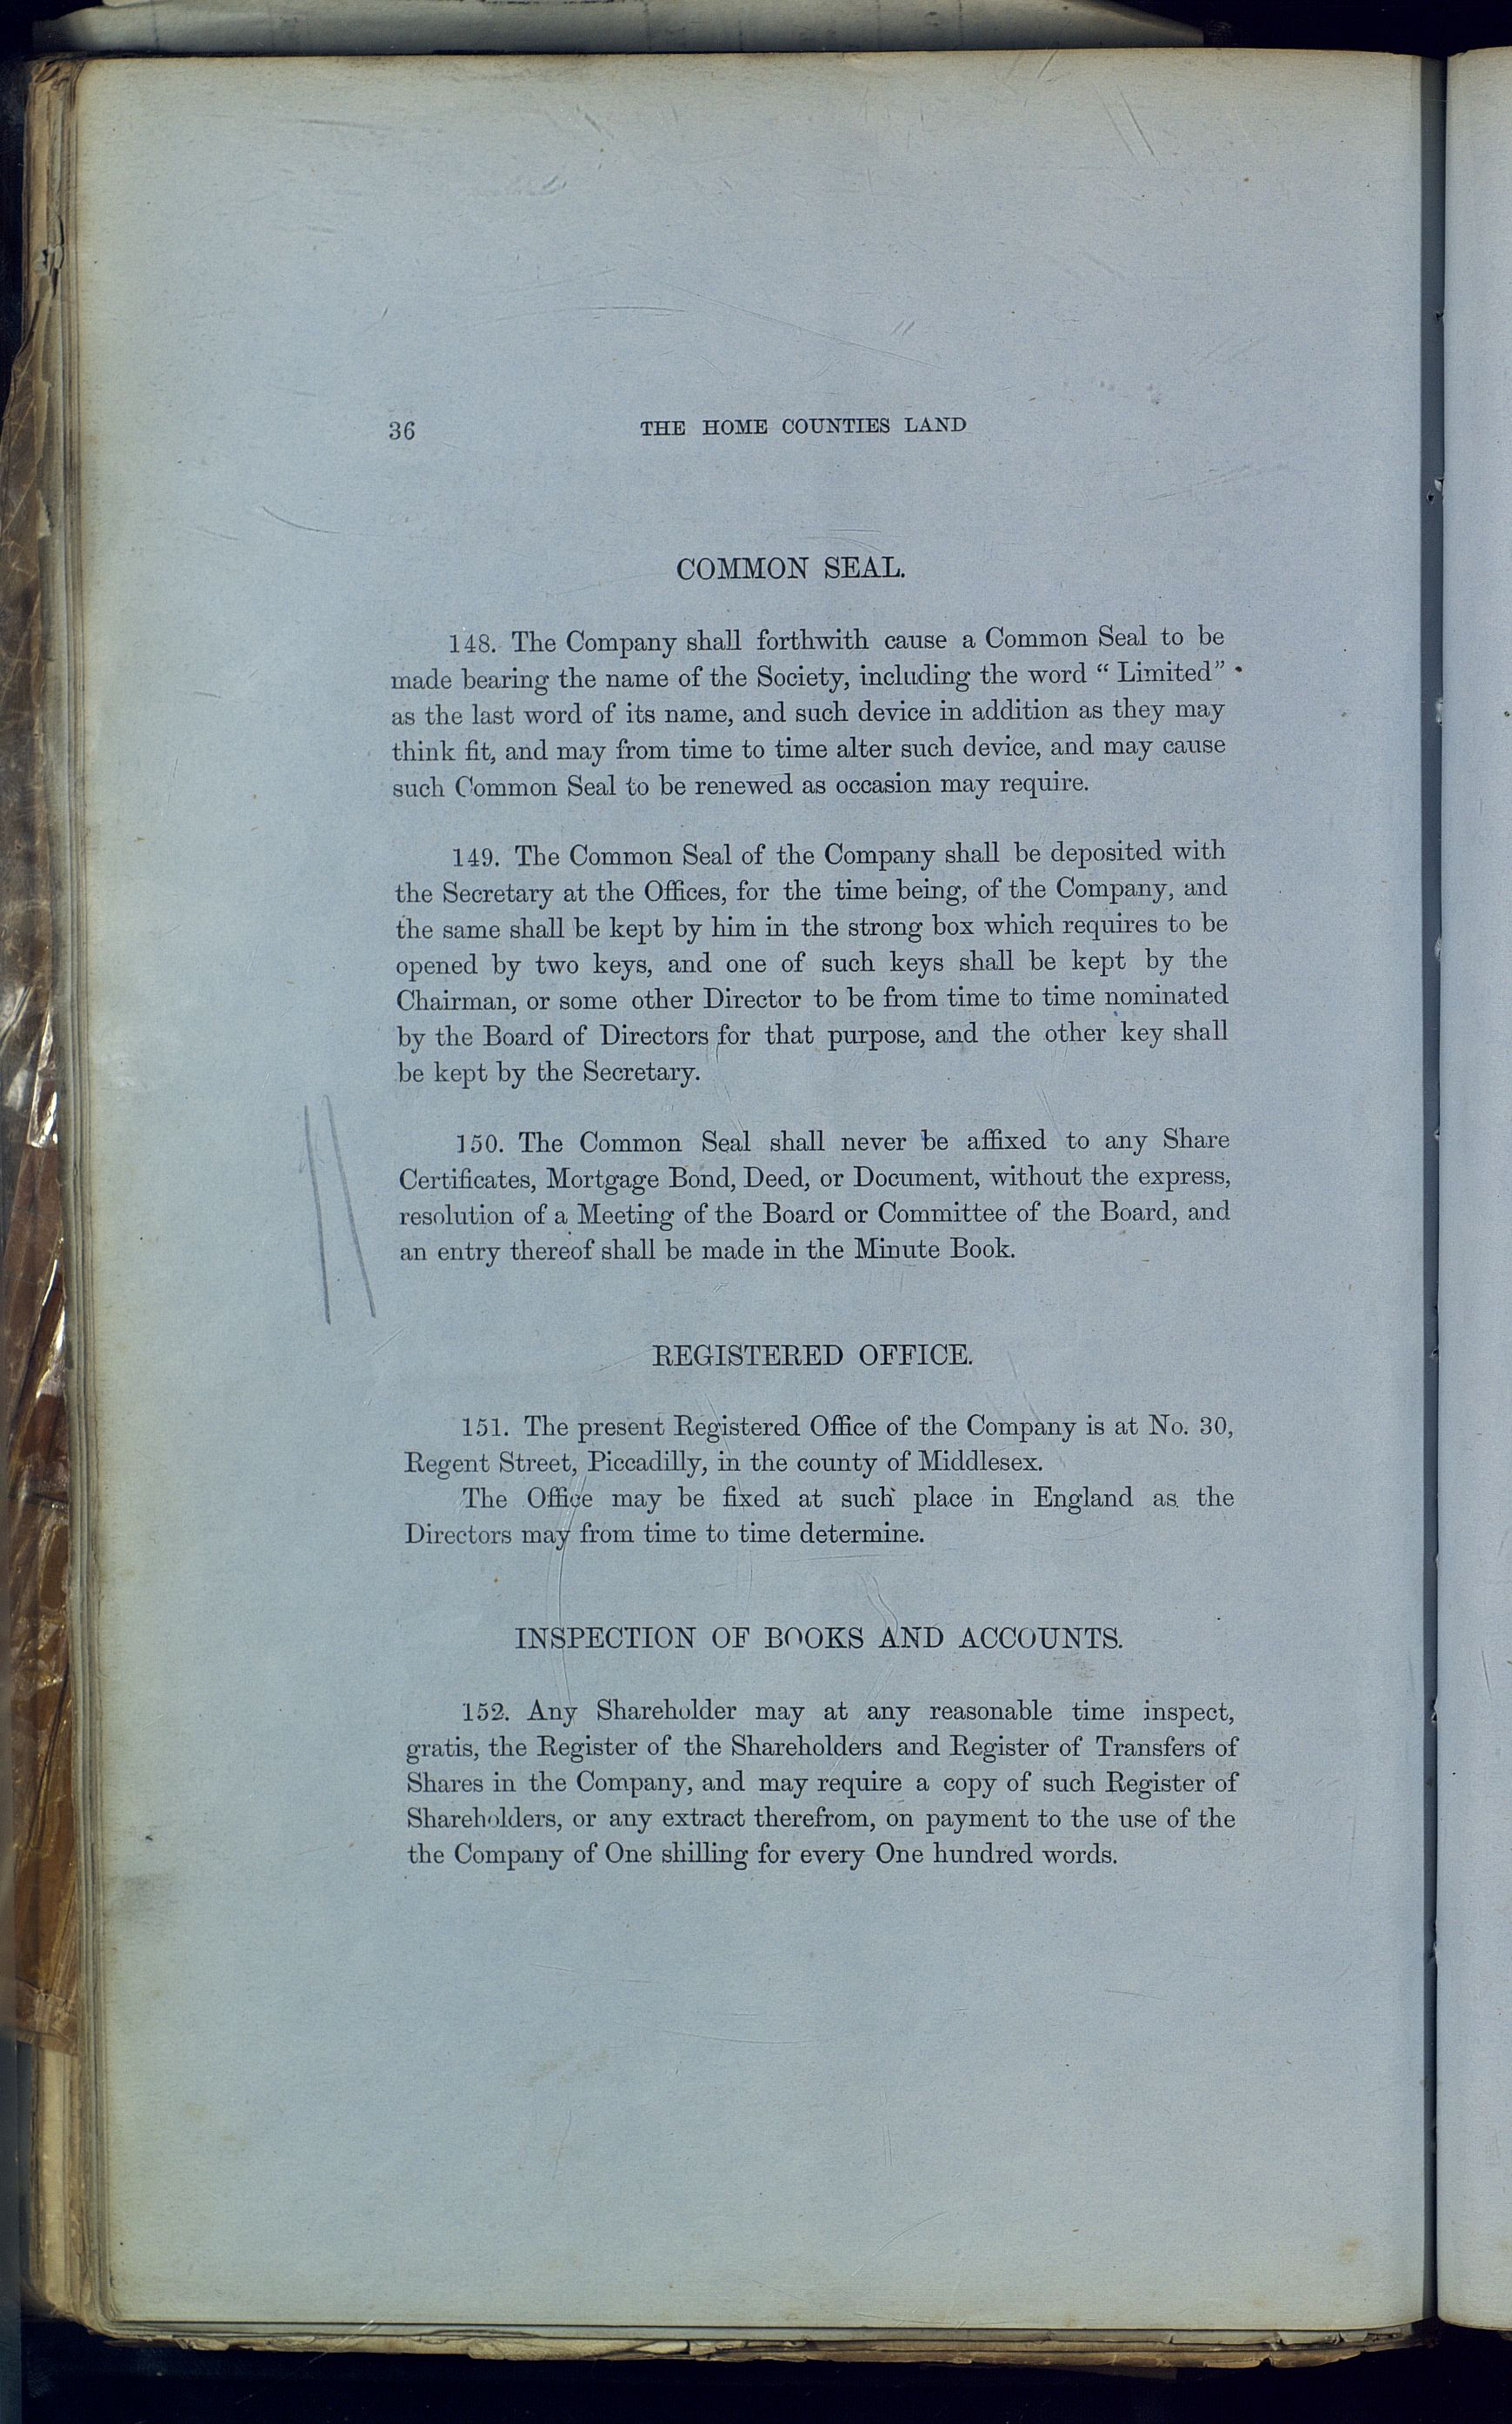 36
THE HOME COUNTIES LAND
COMMON SEAL.
148. The Company shall forthwith cause a Common Seal to be
made bearing the name of the Society, including the word “ Limited”
as the last word of its name, and such device in addition as they may
think fit, and may from time to time alter such device, and may cause
such Common Seal to be renewed as occasion may require.
149. The Common Seal of the Company shall be deposited with
the Secretary at the Offices, for the time being, of the Company, and
the same shall be kept by him in the strong box which requires to be
opened by two keys, and one of such keys shall be kept by the
Chairman, or some other Director to be from time to time nominated
by the Board of Directors for that purpose, and the other key shall
be kept by the Secretary.
150. The Common Seal shall never be affixed to any Share
Certificates, Mortgage Bond, Deed, or Document, without the express,
resolution of a Meeting of the Board or Committee of the Board, and
an entry thereof shall be made in the Minute Book.
REGISTERED OFFICE.
151. The present Registered Office of the Company is at No. 30,
Regent Street, Piccadilly, in the county of Middlesex.
The Office may be fixed at such place in England as the
Directors may from time to time determine.
INSPECTION OF BOOKS AND ACCOUNTS.
152. Any Shareholder may at any reasonable time inspect,
gratis, the Register of the Shareholders and Register of Transfers of
Shares in the Company, and may require a copy of such Register of
Shareholders, or any extract therefrom, on payment to the use of the
the Company of One shilling for every One hundred words.